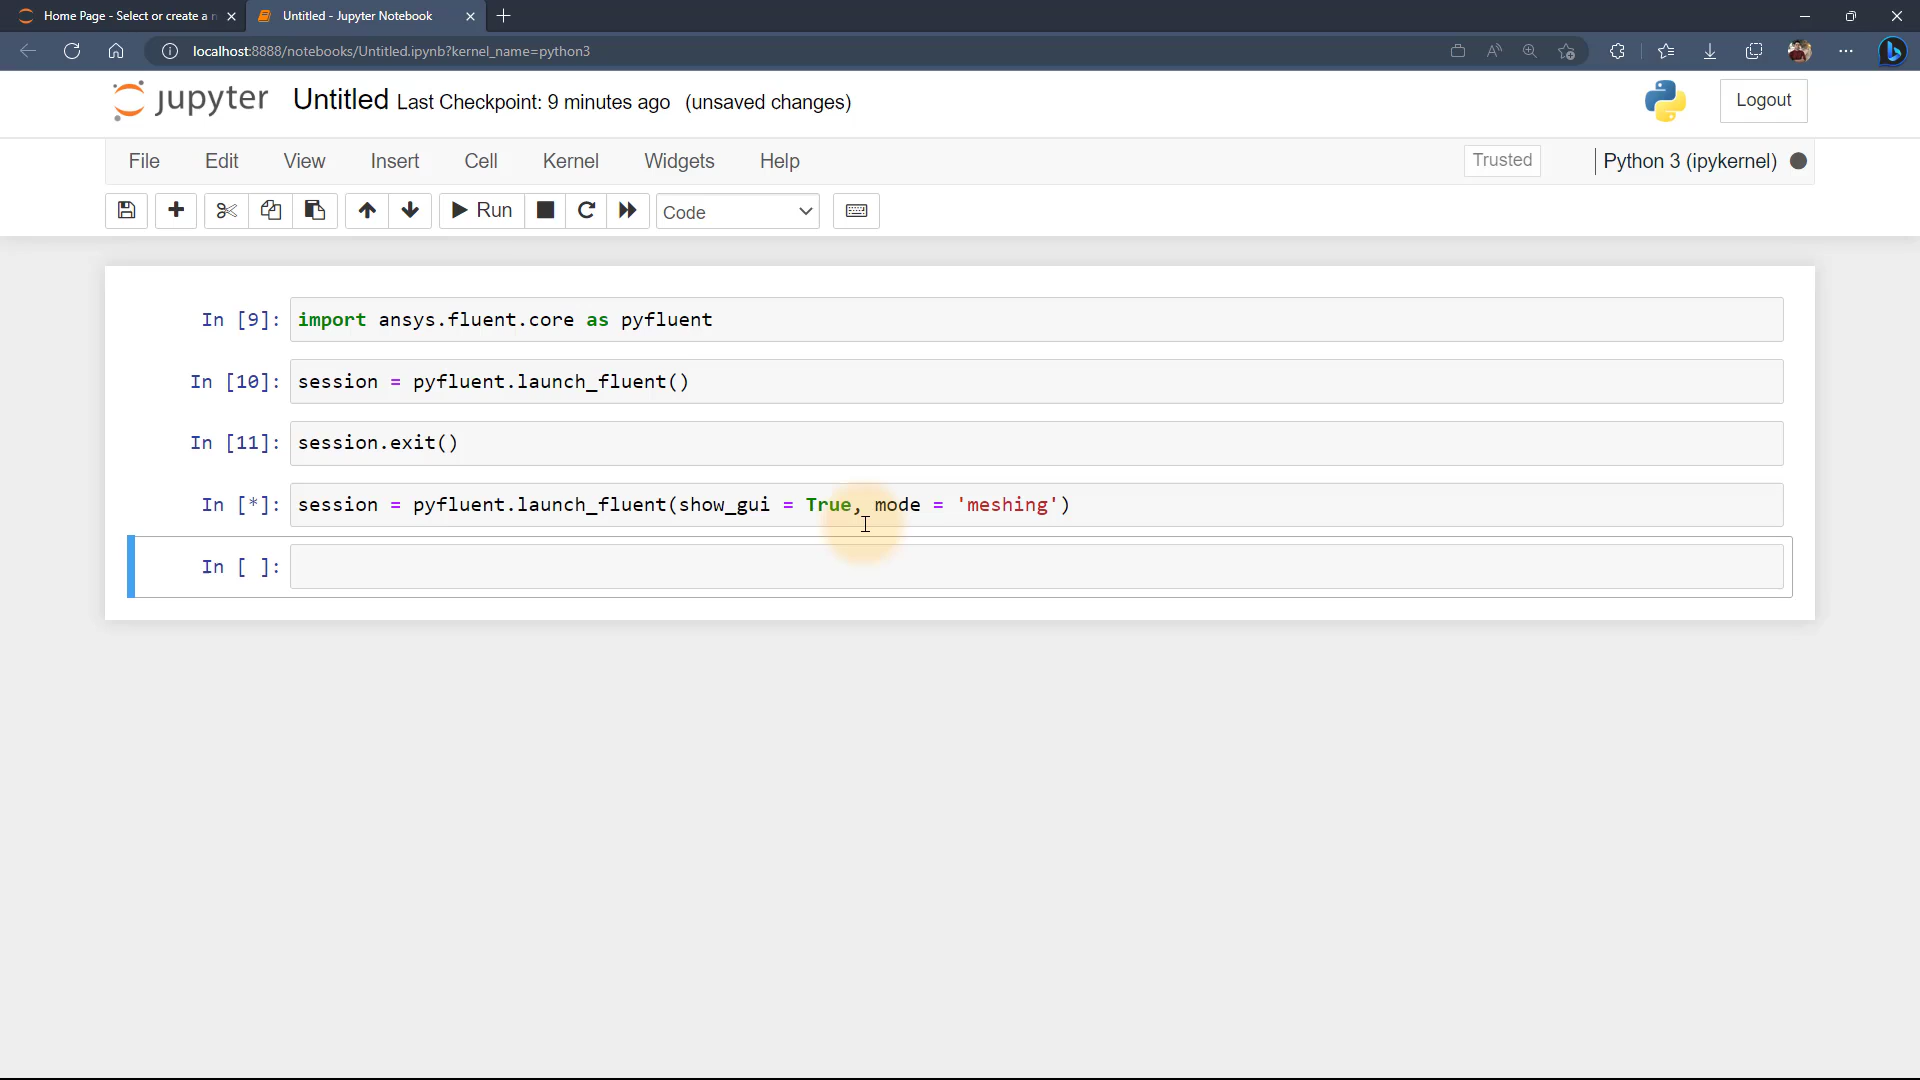 Home Page - Select or create a n
Untitled - Jupyter Notebook
localhost:8888/notebooks/Untitled.ipynb?kernel_name=python3
jupyter Untitled Last Checkpoint: 9 minutes ago (unsaved changes)
Logout
File Edit View Insert Cell Kernel Widgets Help
Trusted
Python 3 (ipykernel)
Run
Code
In [9]: import ansys.fluent.core as pyfluent
In [10]: session = pyfluent.launch_fluent()
In [11]: session.exit()
In [*]: session = pyfluent.launch_fluent(show_gui = True, mode = 'meshing')
In [ ]: